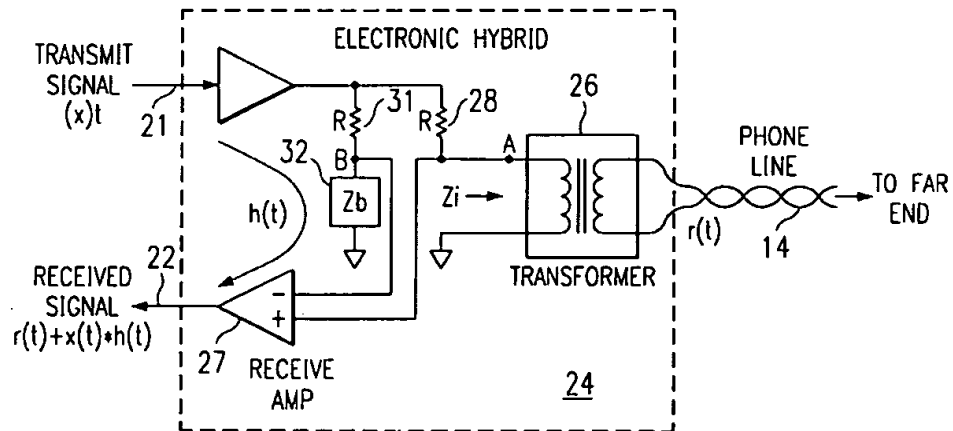 ELECTRONIC HYBRID
TRANSMIT
SIGNAL
(x)t
21
R
31
R
28
26
B
A
32
Zb
Zi
h(t)
PHONE
LINE
TO FAR
END
r(t)
14
TRANSFORMER
22
RECEIVED
SIGNAL
r(t)+x(t)*h(t)
-
+
27
RECEIVE
AMP
24